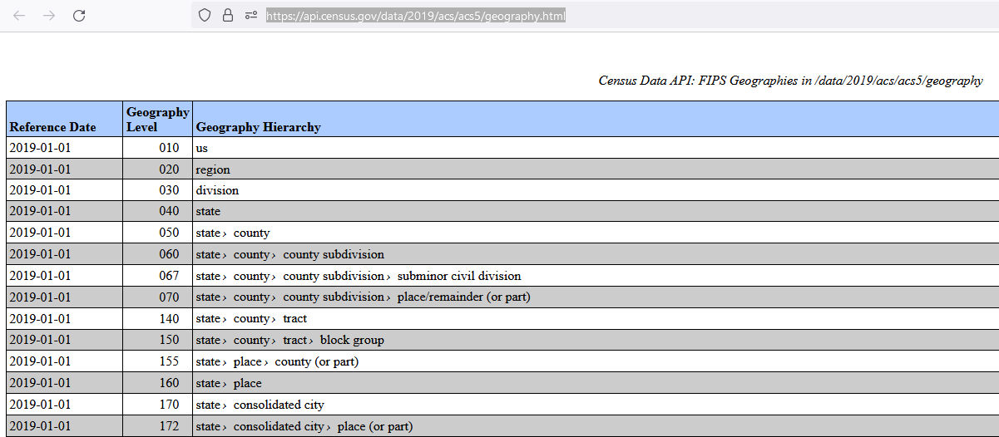 https://api.census.gov/data/2019/acs/acs5/geography.html
Census Data API: FIPS Geographies in /data/2019/acs/acs5/geography
Reference Date Geography Level Geography Hierarchy
2019-01-01 010 us
2019-01-01 020 region
2019-01-01 030 division
2019-01-01 040 state
2019-01-01 050 state› county
2019-01-01 060 state› county› county subdivision
2019-01-01 067 state› county› county subdivision› subminor civil division
2019-01-01 070 state› county› county subdivision› place/remainder (or part)
2019-01-01 140 state› county› tract
2019-01-01 150 state› county› tract› block group
2019-01-01 155 state› place› county (or part)
2019-01-01 160 state› place
2019-01-01 170 state› consolidated city
2019-01-01 172 state› consolidated city› place (or part)